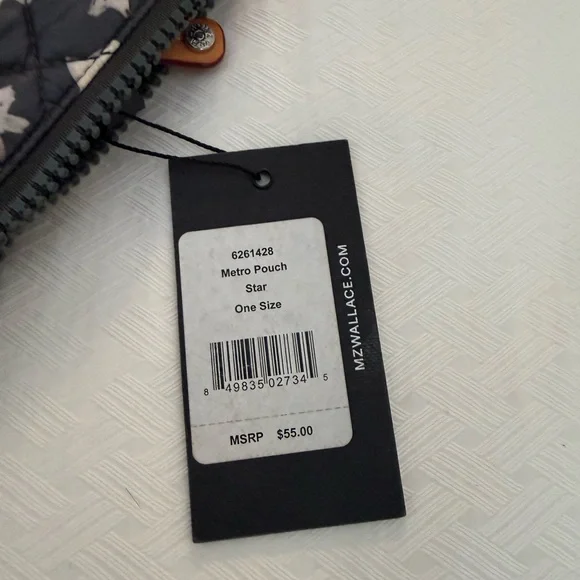 6261428
Metro Pouch
Star
One Size
8 49835 02734 5
MSRP $55.00
MZWALLACE.COM